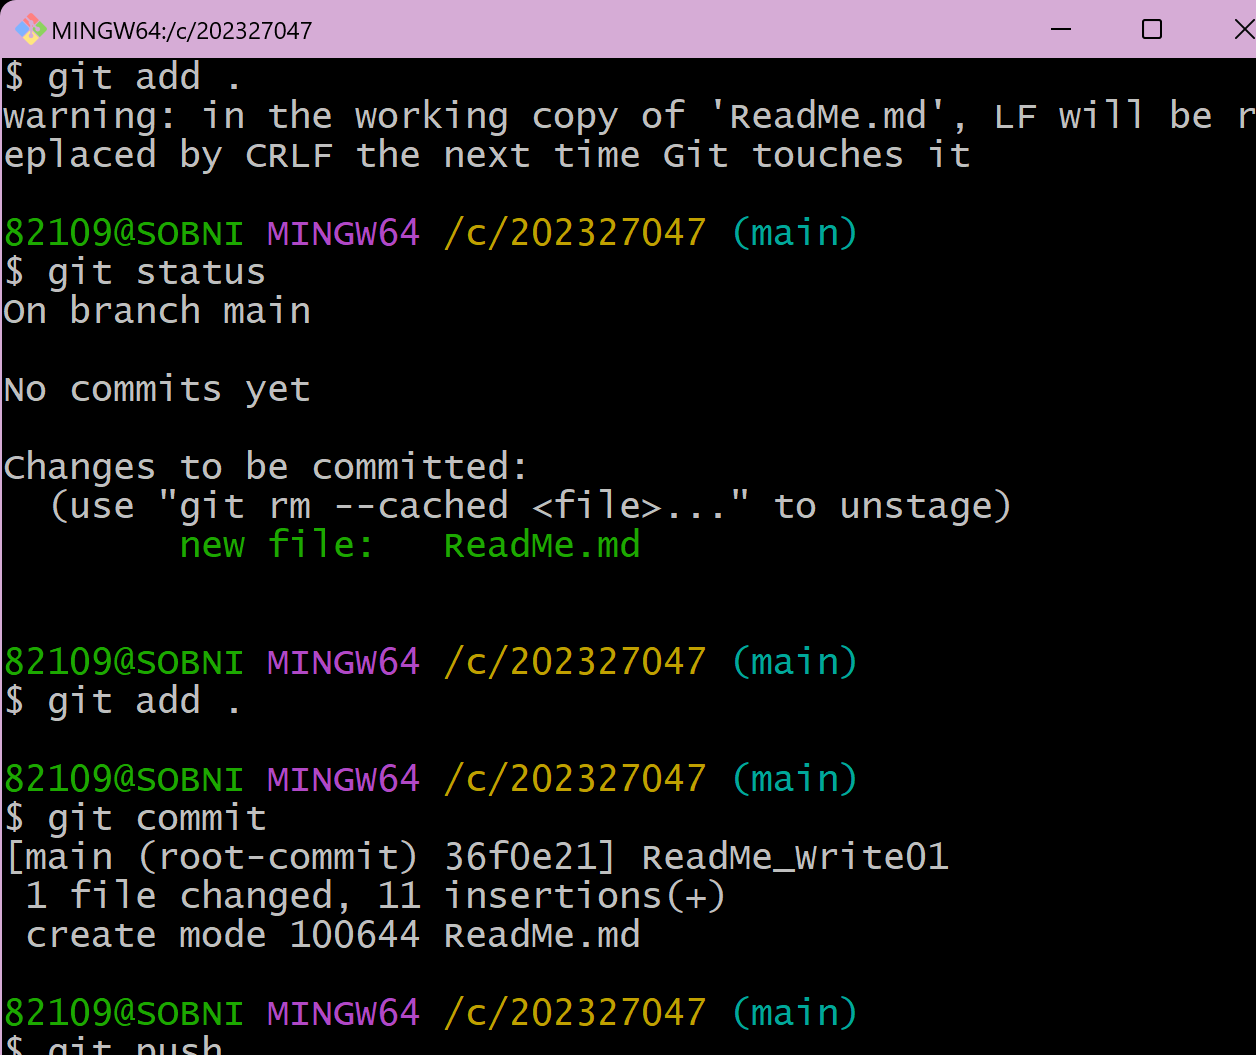 MINGW64:/c/202327047
$ git add .
warning: in the working copy of 'ReadMe.md', LF will be r
eplaced by CRLF the next time Git touches it
82109@SOBNI MINGW64 /c/202327047 (main)
$ git status
On branch main
No commits yet
Changes to be committed:
  (use "git rm --cached <file>..." to unstage)
        new file:   ReadMe.md
82109@SOBNI MINGW64 /c/202327047 (main)
$ git add .
82109@SOBNI MINGW64 /c/202327047 (main)
$ git commit
[main (root-commit) 36f0e21] ReadMe_Write01
 1 file changed, 11 insertions(+)
 create mode 100644 ReadMe.md
82109@SOBNI MINGW64 /c/202327047 (main)
$ git push